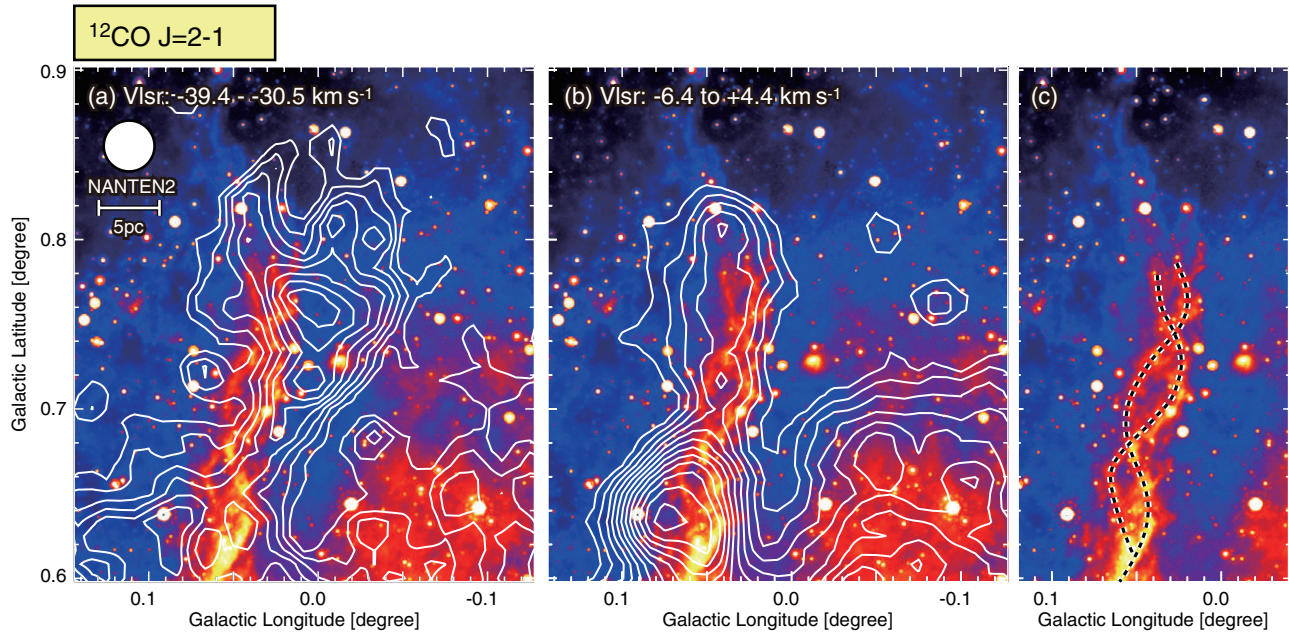 ¹²CO J=2-1
(a) Vlsr: -39.4 - -30.5 km s⁻¹
(b) Vlsr: -6.4 to +4.4 km s⁻¹
(c)
NANTEN2
5pc
Galactic Latitude [degree]
0.9
0.8
0.7
0.6
0.1
0.0
-0.1
0.1
0.0
-0.1
0.1
0.0
Galactic Longitude [degree]
Galactic Longitude [degree]
Galactic Longitude [degree]